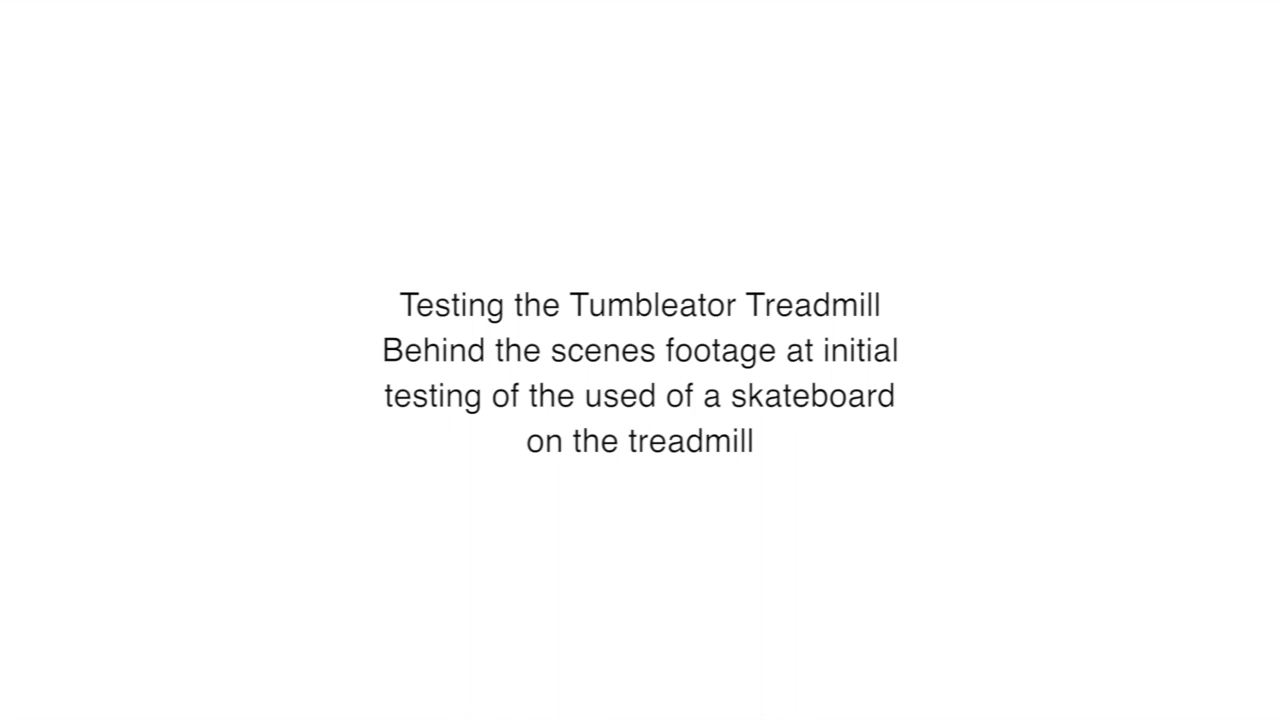 Testing the Tumbleator Treadmill
Behind the scenes footage at initial
testing of the used of a skateboard
on the treadmill